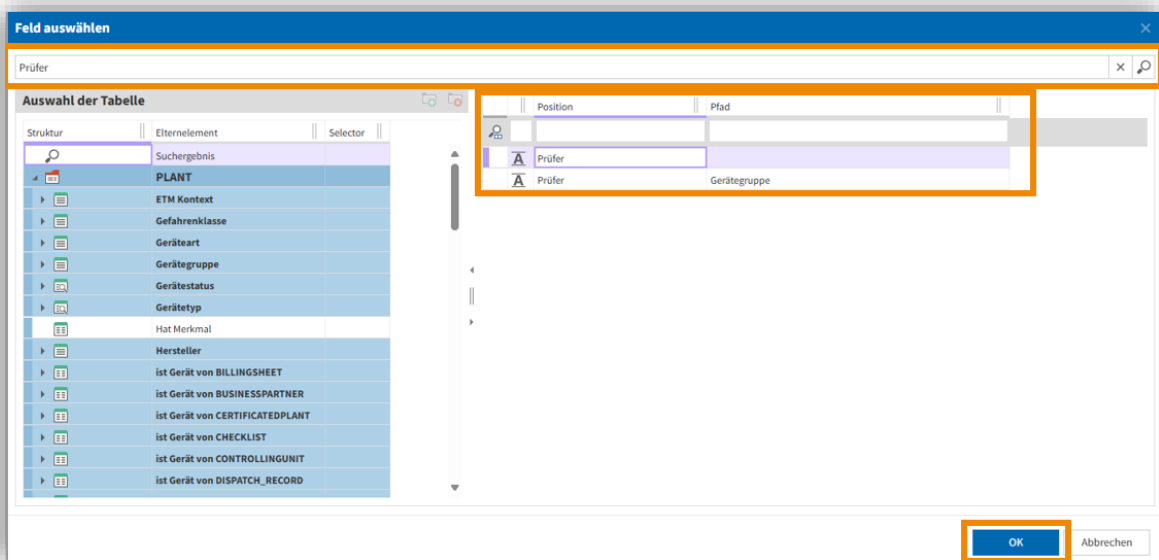 Feld auswählen
Prüfer
Auswahl der Tabelle
Struktur Elternelement Selector
Suchergebnis
PLANT
ETM Kontext
Gefahrenklasse
Geräteart
Gerätegruppe
Gerätestatus
Gerätetyp
Hat Merkmal
Hersteller
ist Gerät von BILLINGSHEET
ist Gerät von BUSINESSPARTNER
ist Gerät von CERTIFICATEDPLANT
ist Gerät von CHECKLIST
ist Gerät von CONTROLLINGUNIT
ist Gerät von DISPATCH_RECORD
Position Pfad
A Prüfer
A Prüfer Gerätegruppe
OK Abbrechen